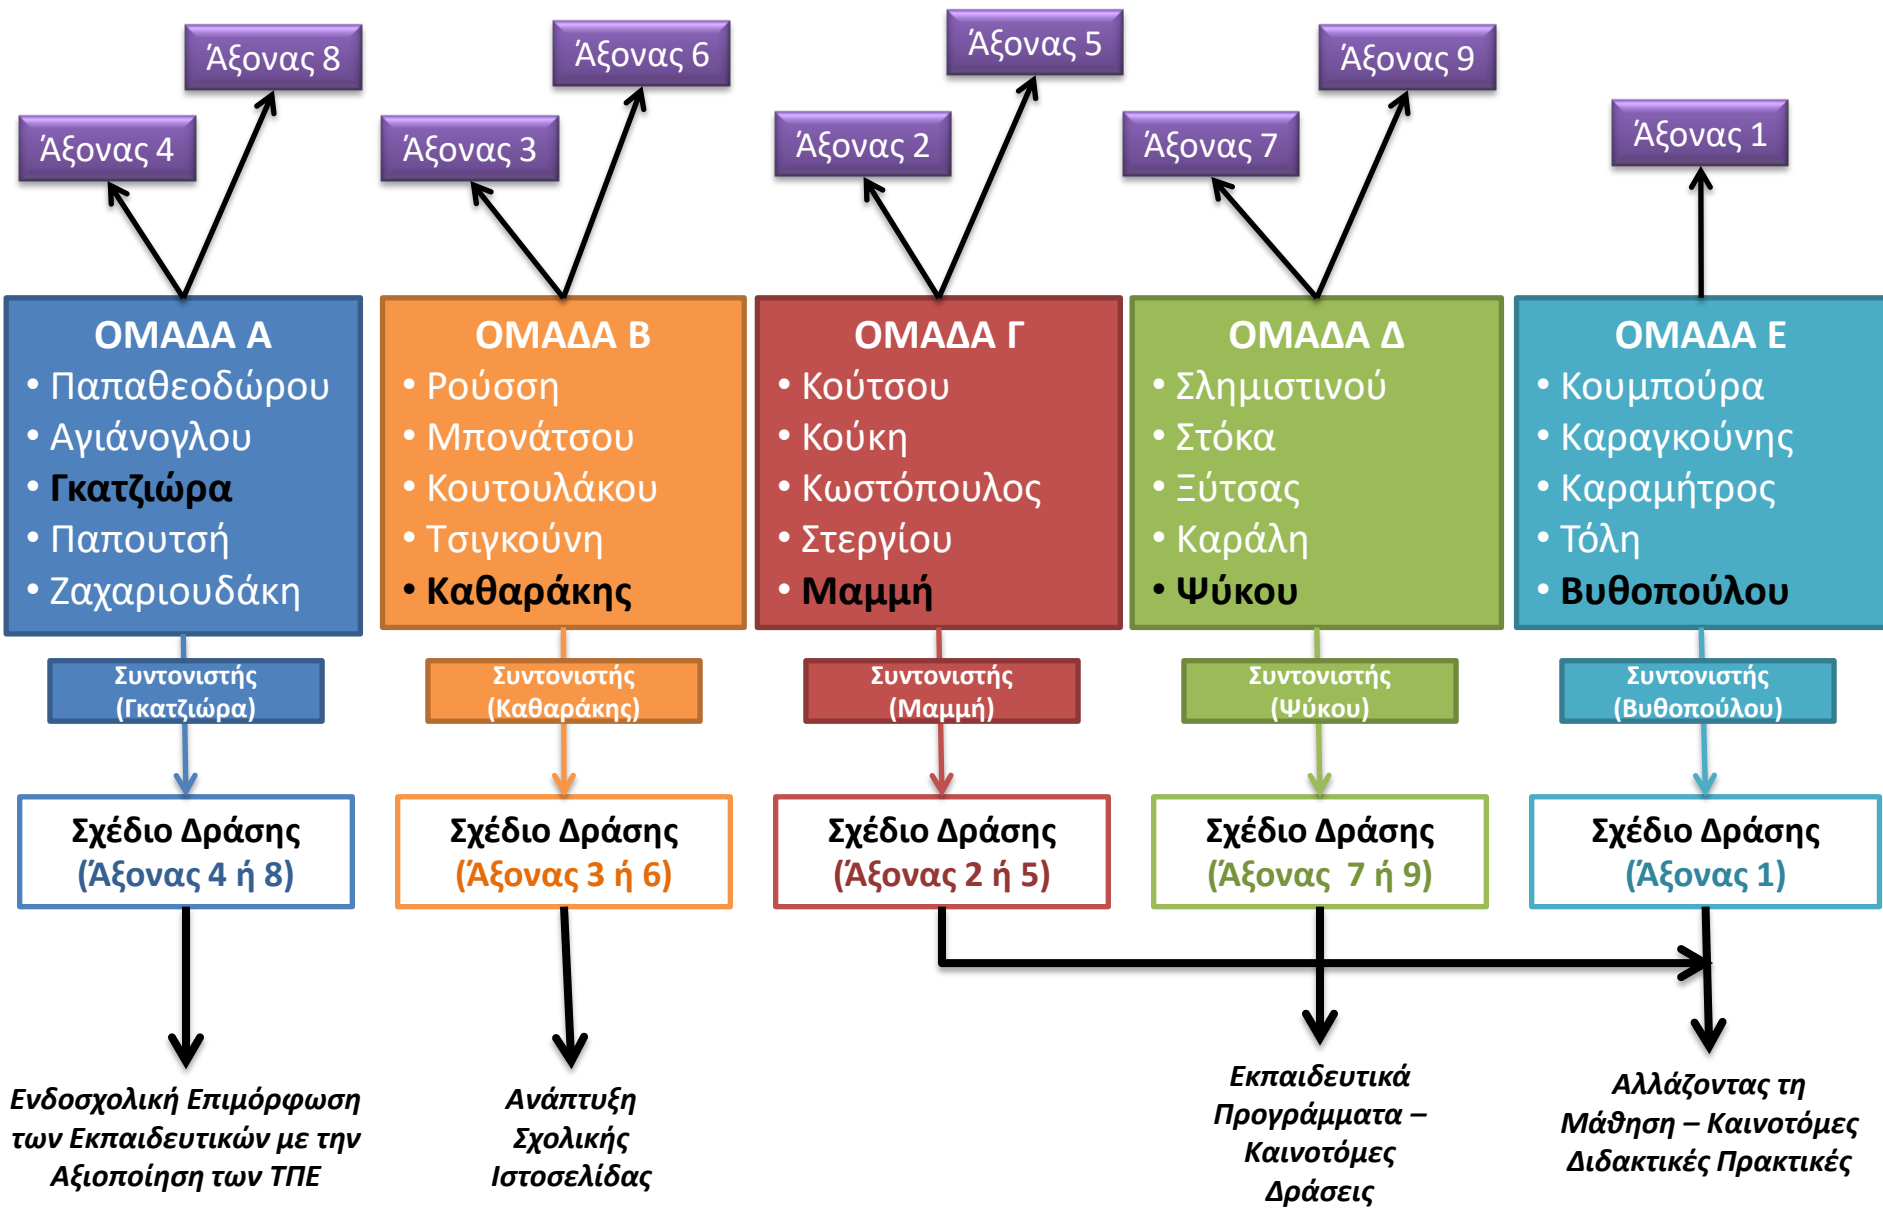 Άξονας 8
Άξονας 6
Άξονας 5
Άξονας 9
Άξονας 4
Άξονας 3
Άξονας 2
Άξονας 7
Άξονας 1
ΟΜΑΔΑ Α
• Παπαθεοδώρου
• Αγιάνογλου
• Γκατζιώρα
• Παπουτσή
• Ζαχαριουδάκη
ΟΜΑΔΑ Β
• Ρούσση
• Μπονάτσου
• Κουτουλάκου
• Τσιγκούνη
• Καθαράκης
ΟΜΑΔΑ Γ
• Κούτσου
• Κούκη
• Κωστόπουλος
• Στεργίου
• Μαμμή
ΟΜΑΔΑ Δ
• Σλημιστινού
• Στόκα
• Ξύτσας
• Καράλη
• Ψύκου
ΟΜΑΔΑ Ε
• Κουμπούρα
• Καραγκούνης
• Καραμήτρος
• Τόλη
• Βυθοπούλου
Συντονιστής
(Γκατζιώρα)
Συντονιστής
(Καθαράκης)
Συντονιστής
(Μαμμή)
Συντονιστής
(Ψύκου)
Συντονιστής
(Βυθοπούλου)
Σχέδιο Δράσης
(Άξονας 4 ή 8)
Σχέδιο Δράσης
(Άξονας 3 ή 6)
Σχέδιο Δράσης
(Άξονας 2 ή 5)
Σχέδιο Δράσης
(Άξονας  7 ή 9)
Σχέδιο Δράσης
(Άξονας 1)
Ενδοσχολική Επιμόρφωση
των Εκπαιδευτικών με την
Αξιοποίηση των ΤΠΕ
Ανάπτυξη
Σχολικής
Ιστοσελίδας
Εκπαιδευτικά
Προγράμματα –
Καινοτόμες
Δράσεις
Αλλάζοντας τη
Μάθηση – Καινοτόμες
Διδακτικές Πρακτικές